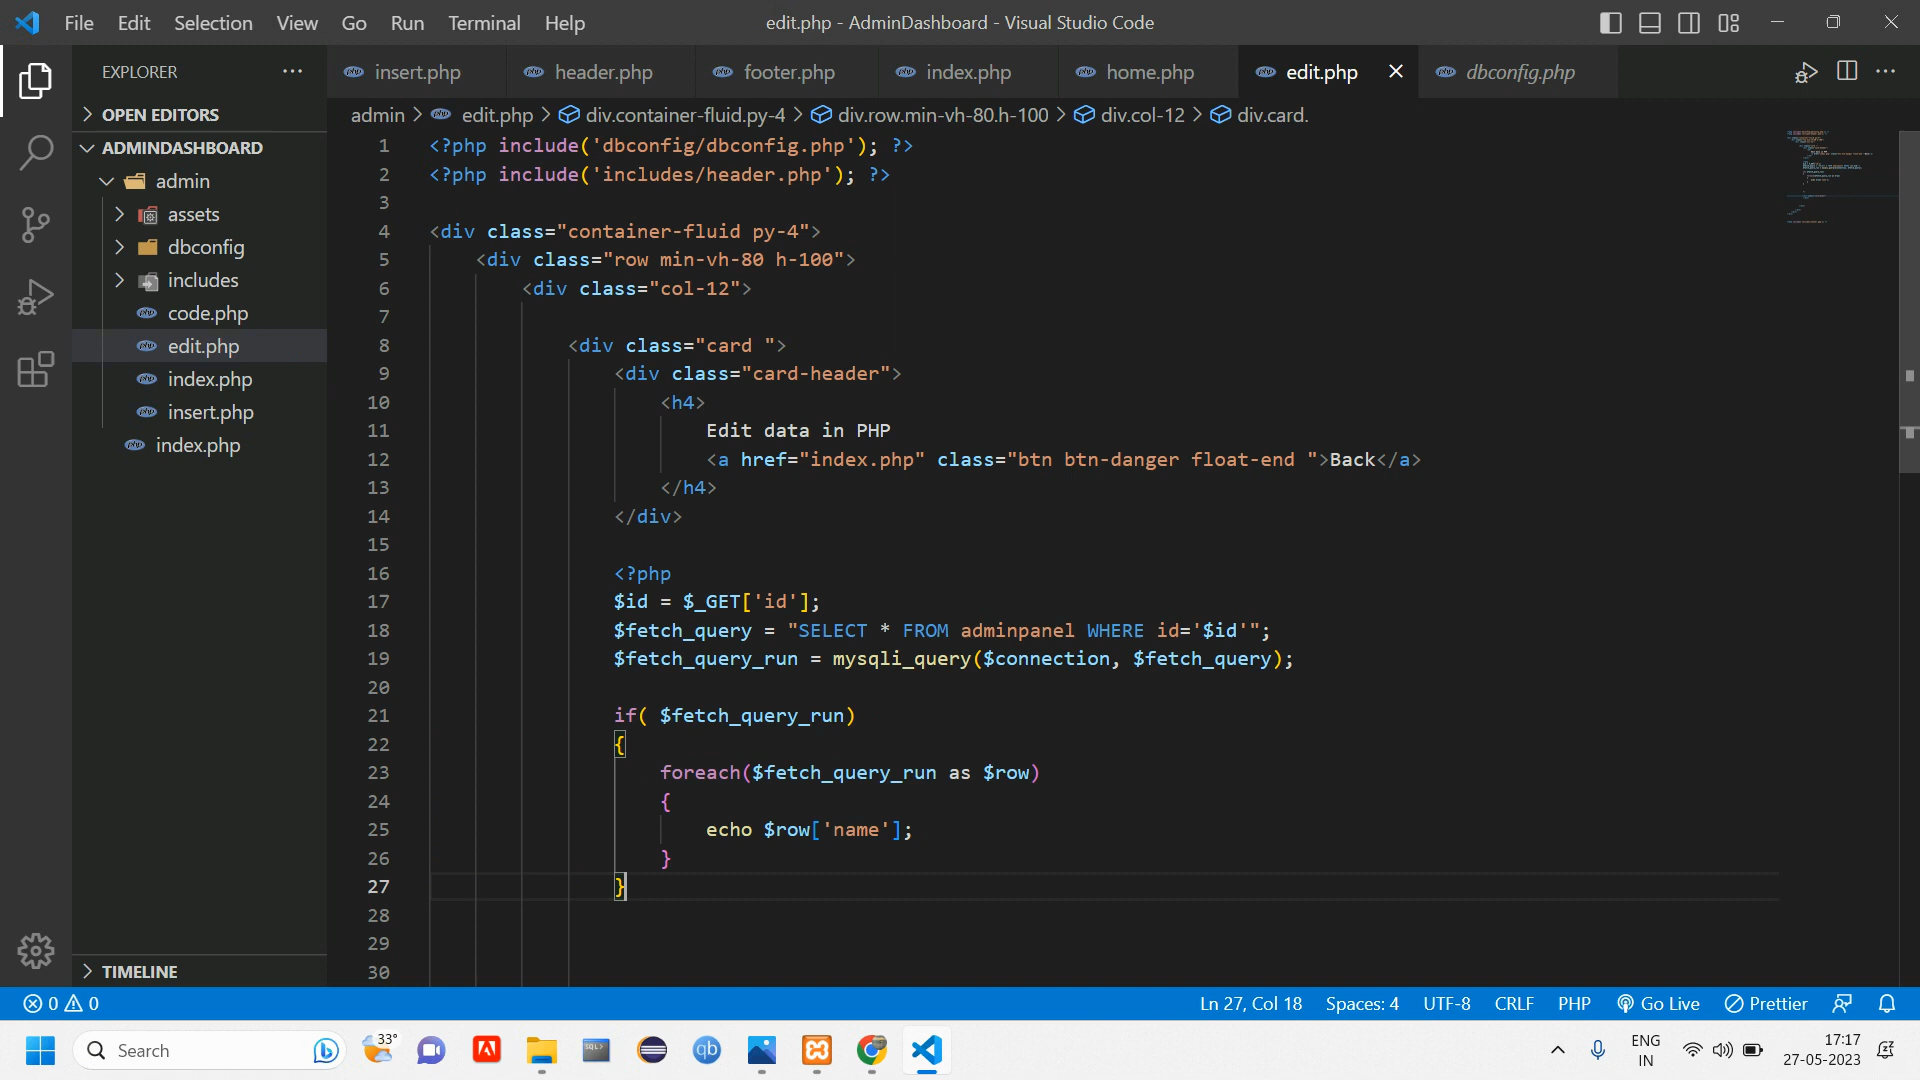 File Edit Selection View Go Run Terminal Help
edit.php - AdminDashboard - Visual Studio Code
EXPLORER
insert.php header.php footer.php index.php home.php edit.php dbconfig.php
OPEN EDITORS
admin > edit.php > div.container-fluid.py-4 > div.row.min-vh-80.h-100 > div.col-12 > div.card.
ADMINDASHBOARD
admin
assets
dbconfig
includes
code.php
edit.php
index.php
insert.php
index.php
TIMELINE
1 <?php include('dbconfig/dbconfig.php'); ?>
2 <?php include('includes/header.php'); ?>
3
4 <div class="container-fluid py-4">
5 <div class="row min-vh-80 h-100">
6 <div class="col-12">
7
8 <div class="card ">
9 <div class="card-header">
10 <h4>
11 Edit data in PHP
12 <a href="index.php" class="btn btn-danger float-end ">Back</a>
13 </h4>
14 </div>
15
16 <?php
17 $id = $_GET['id'];
18 $fetch_query = "SELECT * FROM adminpanel WHERE id='$id'";
19 $fetch_query_run = mysqli_query($connection, $fetch_query);
20
21 if( $fetch_query_run)
22 {
23 foreach($fetch_query_run as $row)
24 {
25 echo $row['name'];
26 }
27 }
28
29
30
0 0
Ln 27, Col 18 Spaces: 4 UTF-8 CRLF PHP Go Live Prettier
Search
33°
SQL>
qb
ENG
IN
17:17
27-05-2023